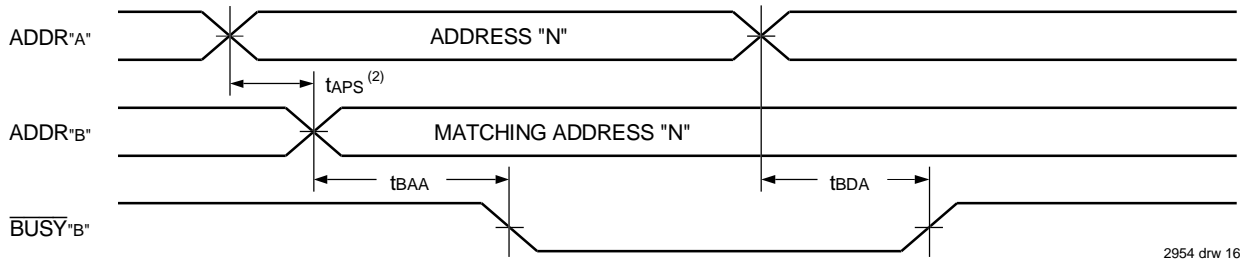 ADDR"A"
ADDRESS "N"
tAPS (2)
ADDR"B"
MATCHING ADDRESS "N"
tBAA
tBDA
BUSY"B"
2954 drw 16